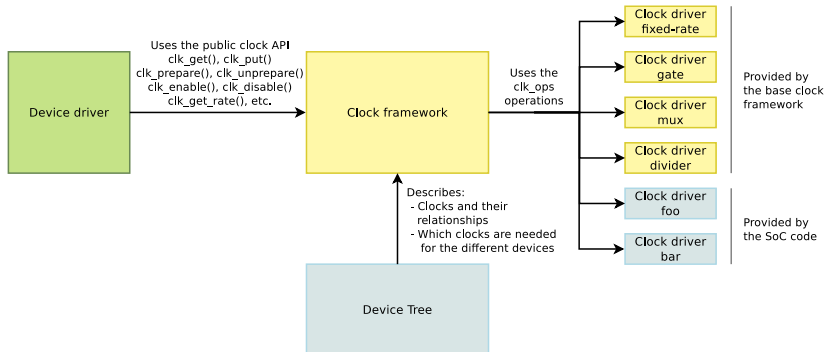 Device driver
Uses the public clock API
clk_get(), clk_put()
clk_prepare(), clk_unprepare()
clk_enable(), clk_disable()
clk_get_rate(), etc.
Clock framework
Uses the
clk_ops
operations
Clock driver
fixed-rate
Clock driver
gate
Clock driver
mux
Clock driver
divider
Clock driver
foo
Clock driver
bar
Provided by
the base clock
framework
Provided by
the SoC code
Describes:
- Clocks and their
relationships
- Which clocks are needed
for the different devices
Device Tree